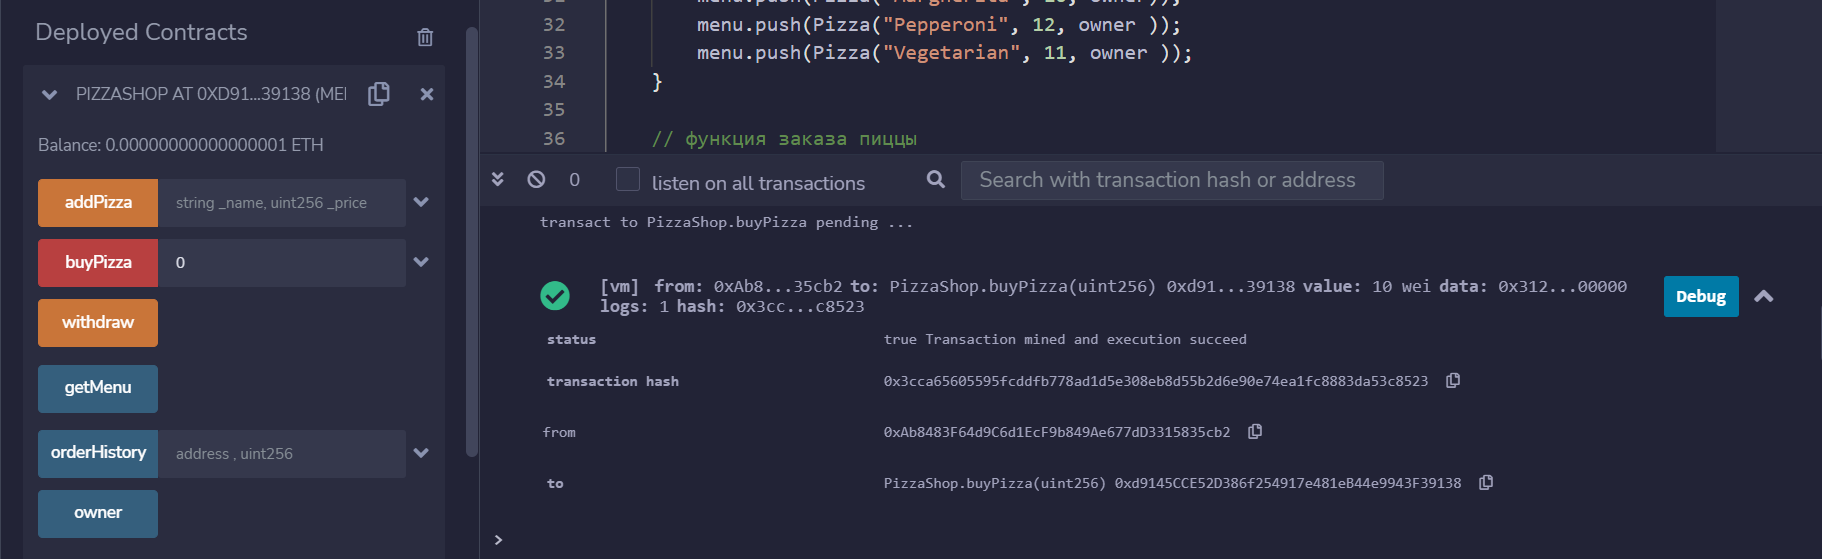 Deployed Contracts
PIZZASHOP AT 0XD91...39138 (MEI
Balance: 0.00000000000000001 ETH
addPizza string _name, uint256 _price
buyPizza 0
withdraw
getMenu
orderHistory address , uint256
owner
32 menu.push(Pizza("Pepperoni", 12, owner ));
33 menu.push(Pizza("Vegetarian", 11, owner ));
34 }
35
36 // функция заказа пиццы
0 listen on all transactions Search with transaction hash or address
transact to PizzaShop.buyPizza pending ...
[vm] from: 0xAb8...35cb2 to: PizzaShop.buyPizza(uint256) 0xd91...39138 value: 10 wei data: 0x312...00000
logs: 1 hash: 0x3cc...c8523
Debug
status true Transaction mined and execution succeed
transaction hash 0x3cca65605595fcddfb778ad1d5e308eb8d55b2d6e90e74ea1fc8883da53c8523
from 0xAb8483F64d9C6d1EcF9b849Ae677dD3315835cb2
to PizzaShop.buyPizza(uint256) 0xd9145CCE52D386f254917e481eB44e9943F39138
>